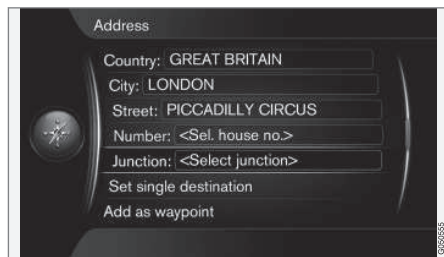 Address
Country: GREAT BRITAIN
City: LONDON
Street: PICCADILLY CIRCUS
Number: <Sel. house no.>
Junction: <Select junction>
Set single destination
Add as waypoint
G050555